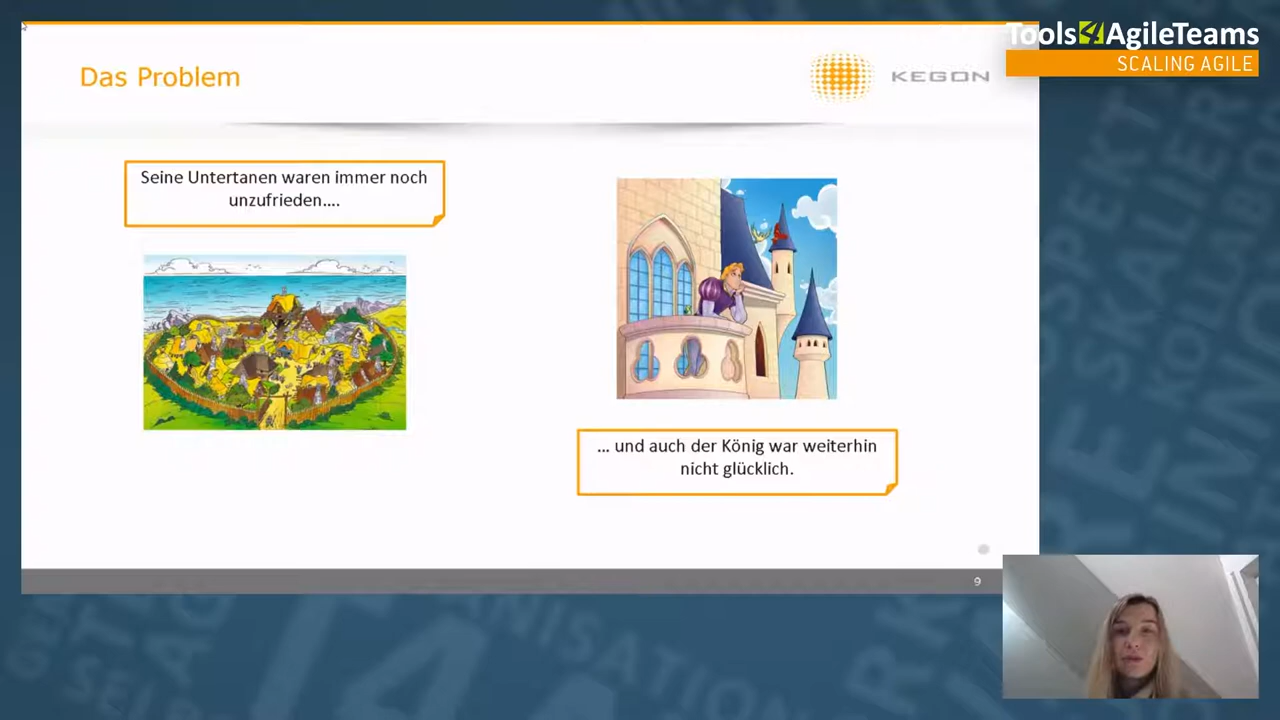 Tools4AgileTeams
SCALING AGILE
Das Problem
KEGON
Seine Untertanen waren immer noch
unzufrieden....
... und auch der König war weiterhin
nicht glücklich.
9